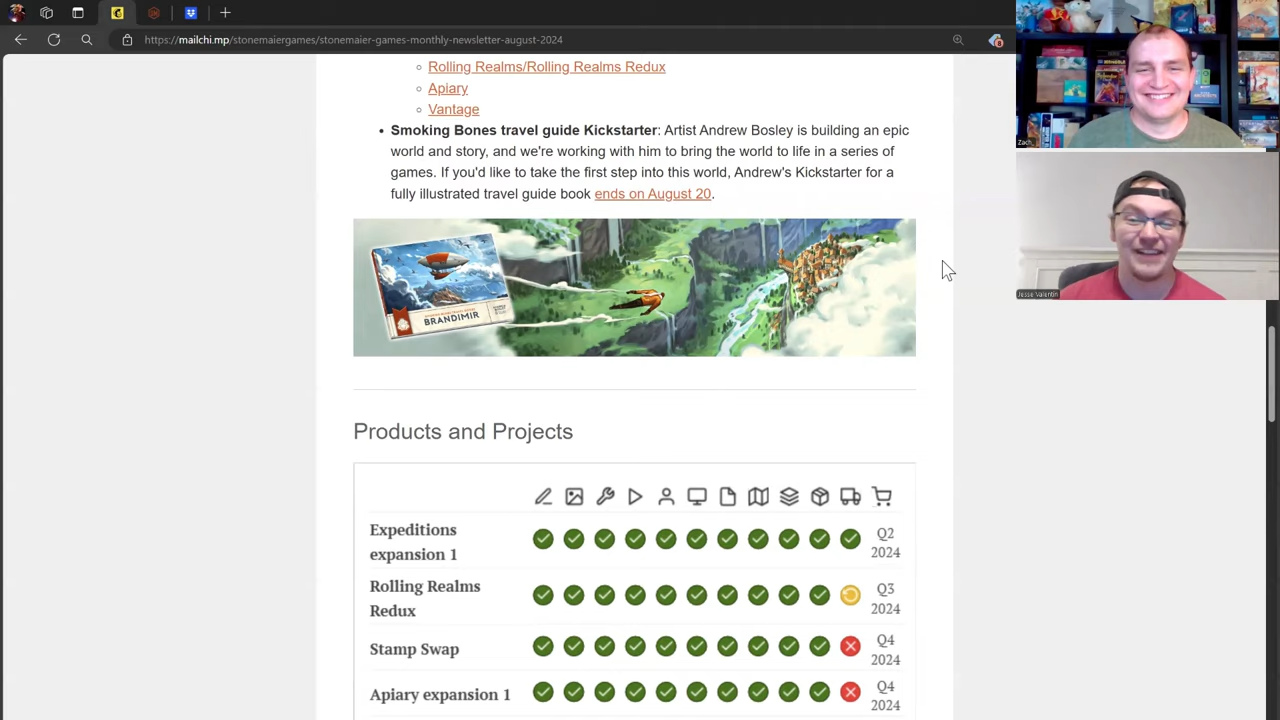 https://mailchi.mp/stonemaiergames/stonemaier-games-monthly-newsletter-august-2024
Rolling Realms/Rolling Realms Redux
Apiary
Vantage
• Smoking Bones travel guide Kickstarter: Artist Andrew Bosley is building an epic
world and story, and we're working with him to bring the world to life in a series of
games. If you'd like to take the first step into this world, Andrew's Kickstarter for a
fully illustrated travel guide book ends on August 20.
BRANDIMIR
Products and Projects
Expeditions
expansion 1
Q2
2024
Rolling Realms
Redux
Q3
2024
Stamp Swap
Q4
2024
Apiary expansion 1
Q4
2024
Zach
Jesse Valentin